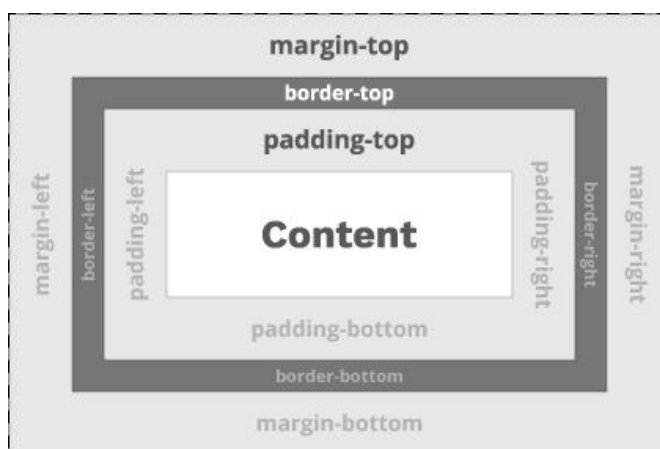 margin-top
border-top
padding-top
margin-left
border-left
padding-left
Content
padding-right
border-right
margin-right
padding-bottom
border-bottom
margin-bottom